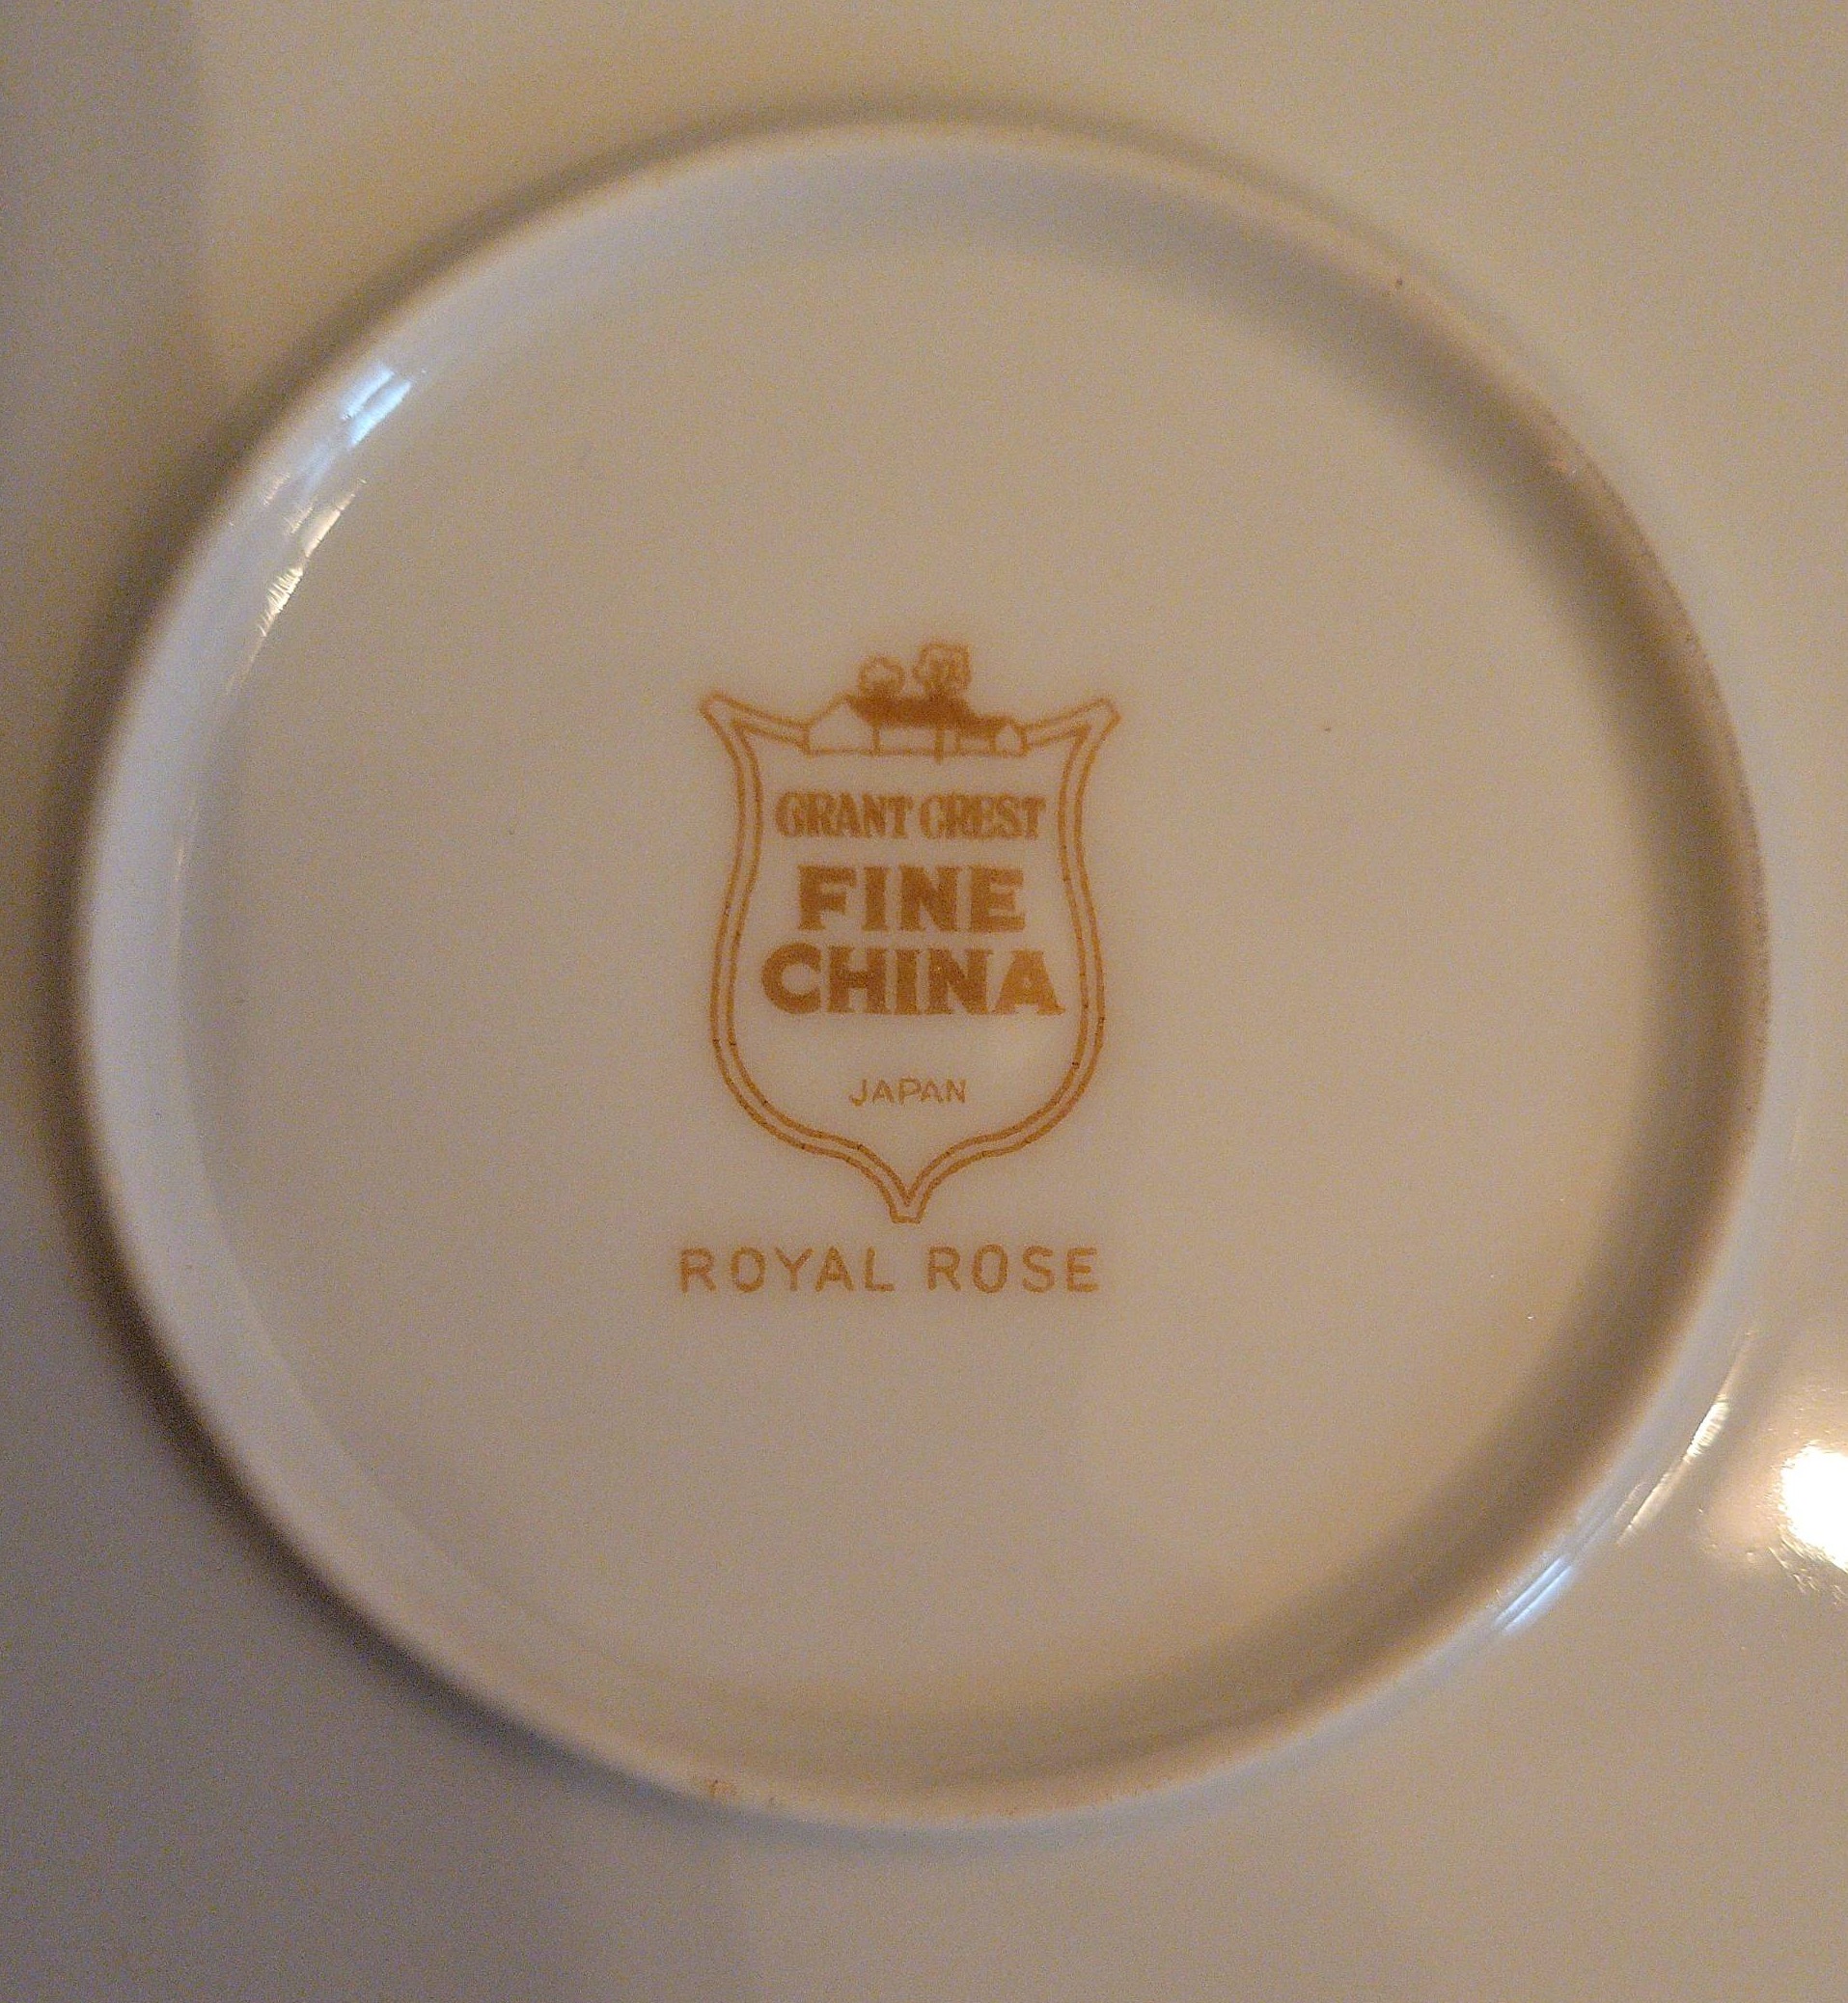 GRANT CREST
FINE
CHINA
JAPAN
ROYAL ROSE